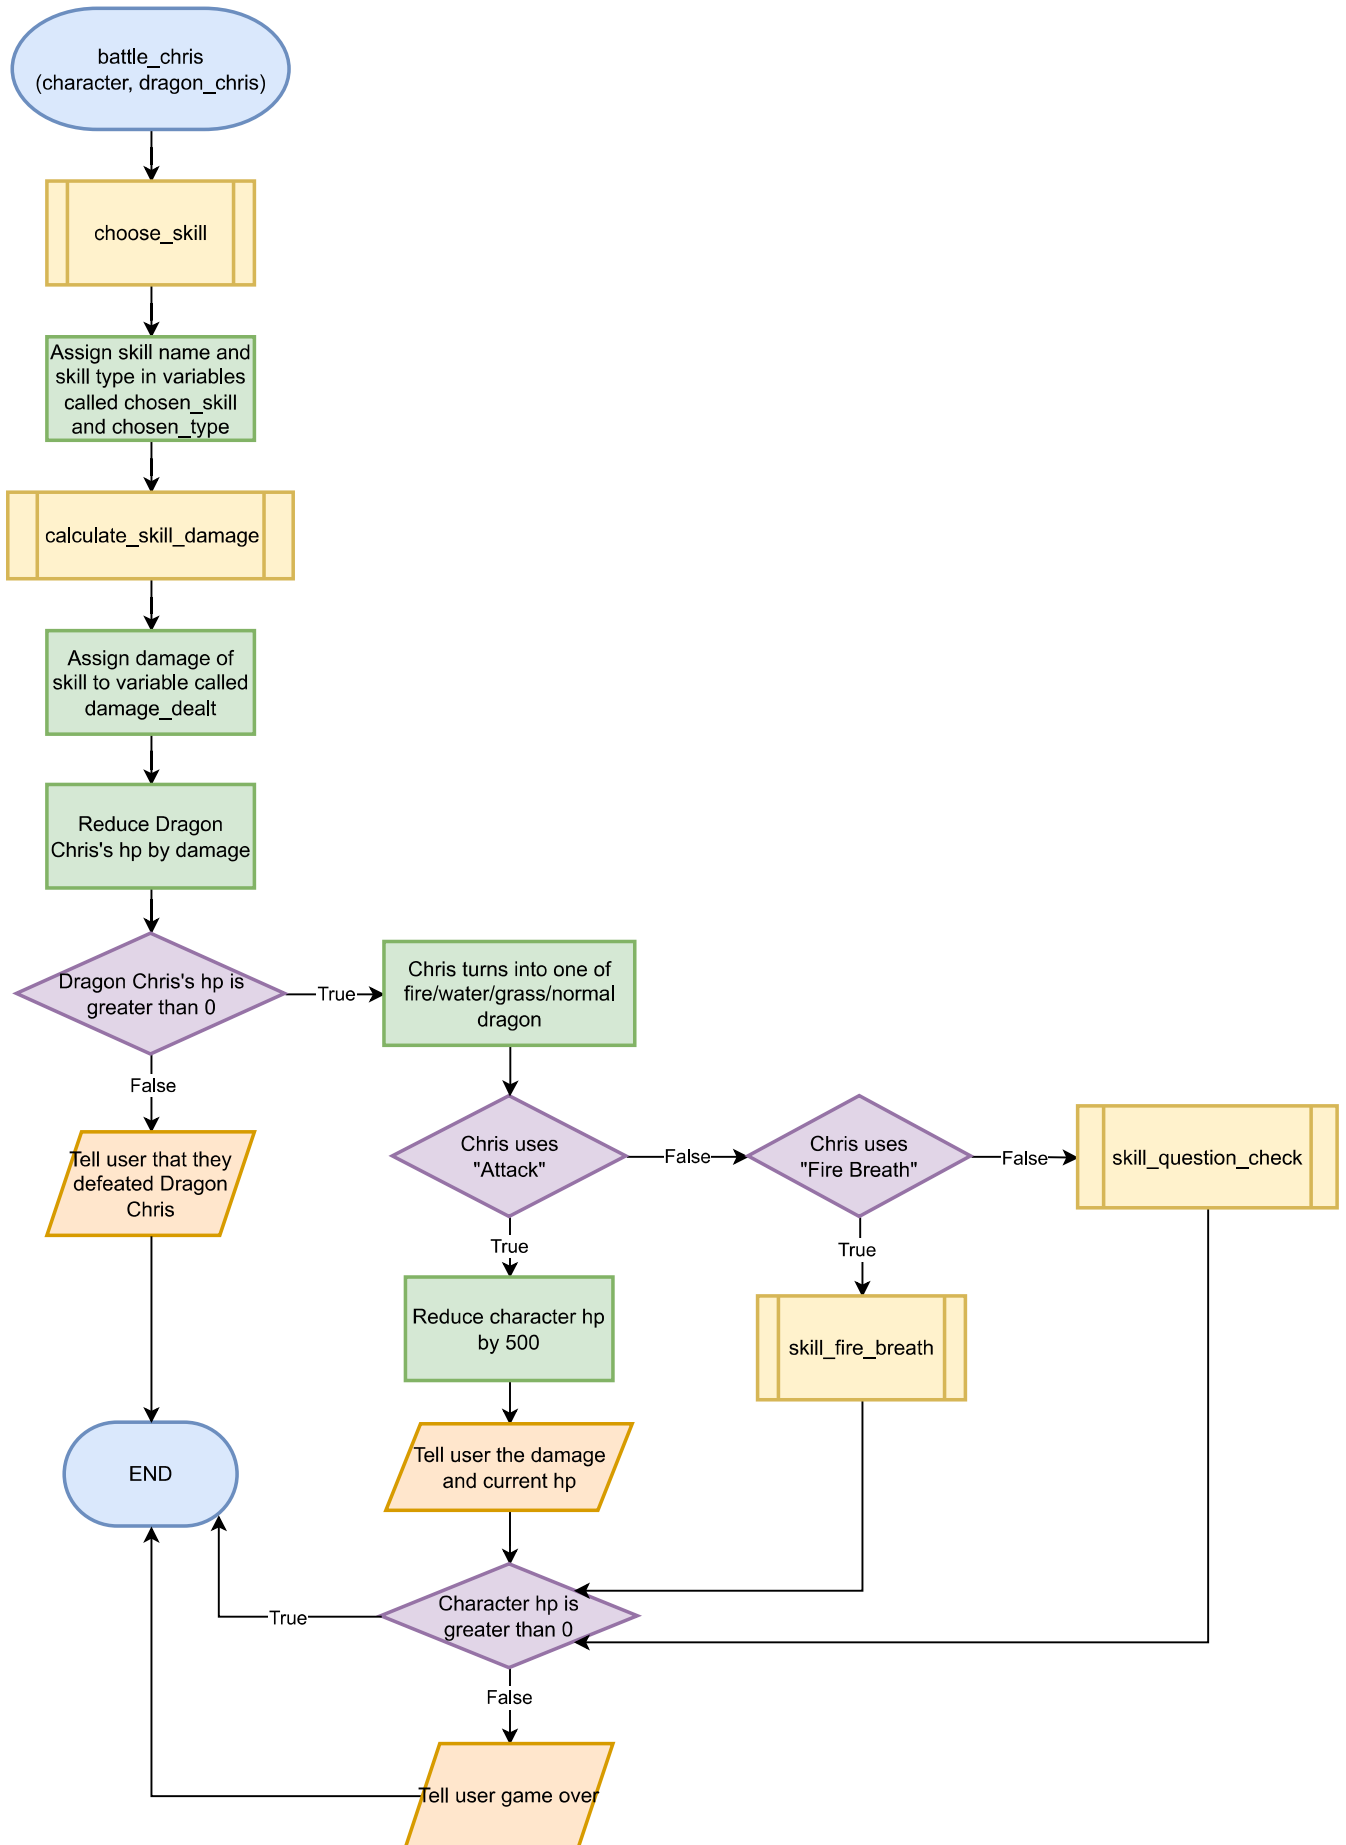 battle_chris
(character, dragon_chris)
choose_skill
Assign skill name and
skill type in variables
called chosen_skill
and chosen_type
calculate_skill_damage
Assign damage of
skill to variable called
damage_dealt
Reduce Dragon
Chris's hp by damage
Dragon Chris's hp is
greater than 0
True
Chris turns into one of
fire/water/grass/normal
dragon
False
Tell user that they
defeated Dragon
Chris
Chris uses
"Attack"
False
Chris uses
"Fire Breath"
False
skill_question_check
True
True
Reduce character hp
by 500
skill_fire_breath
Tell user the damage
and current hp
END
Character hp is
greater than 0
True
False
Tell user game over